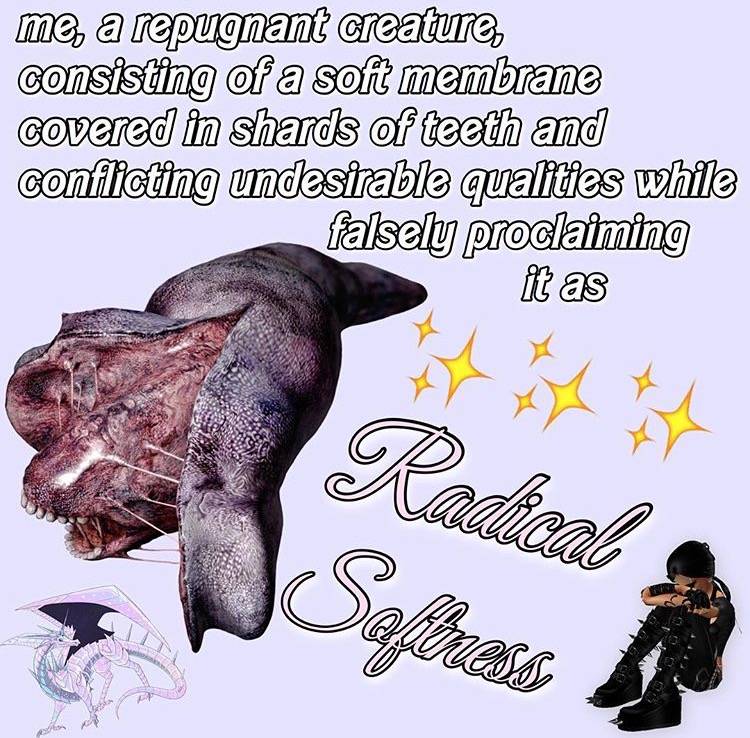 me, a repugnant creature,
consisting of a soft membrane
covered in shards of teeth and
conflicting undesirable qualities while
falsely proclaiming
it as
Radical
Softness